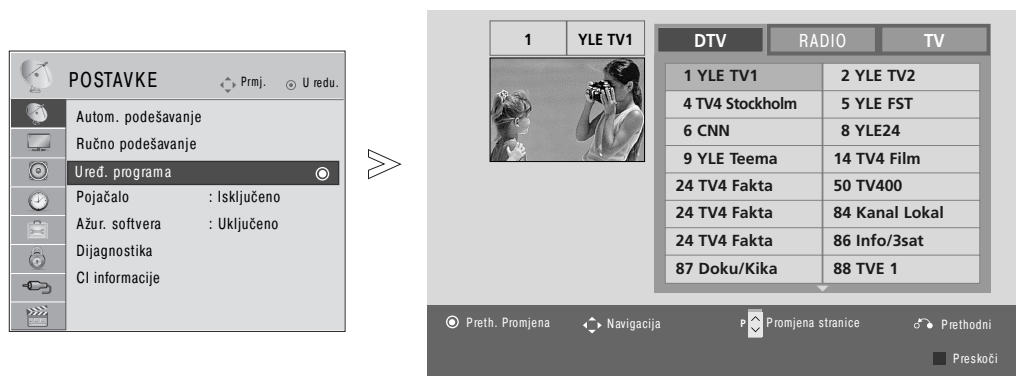 POSTAVKE
Prmj.
U redu.
Autom. podešavanje
Ručno podešavanje
Uređ. programa
Pojačalo : Isključeno
Ažur. softvera : Uključeno
Dijagnostika
CI informacije
1 YLE TV1
DTV RADIO TV
1 YLE TV1 2 YLE TV2
4 TV4 Stockholm 5 YLE FST
6 CNN 8 YLE24
9 YLE Teema 14 TV4 Film
24 TV4 Fakta 50 TV400
24 TV4 Fakta 84 Kanal Lokal
24 TV4 Fakta 86 Info/3sat
87 Doku/Kika 88 TVE 1
Preth. Promjena Navigacija P Promjena stranice Prethodni
Preskoči